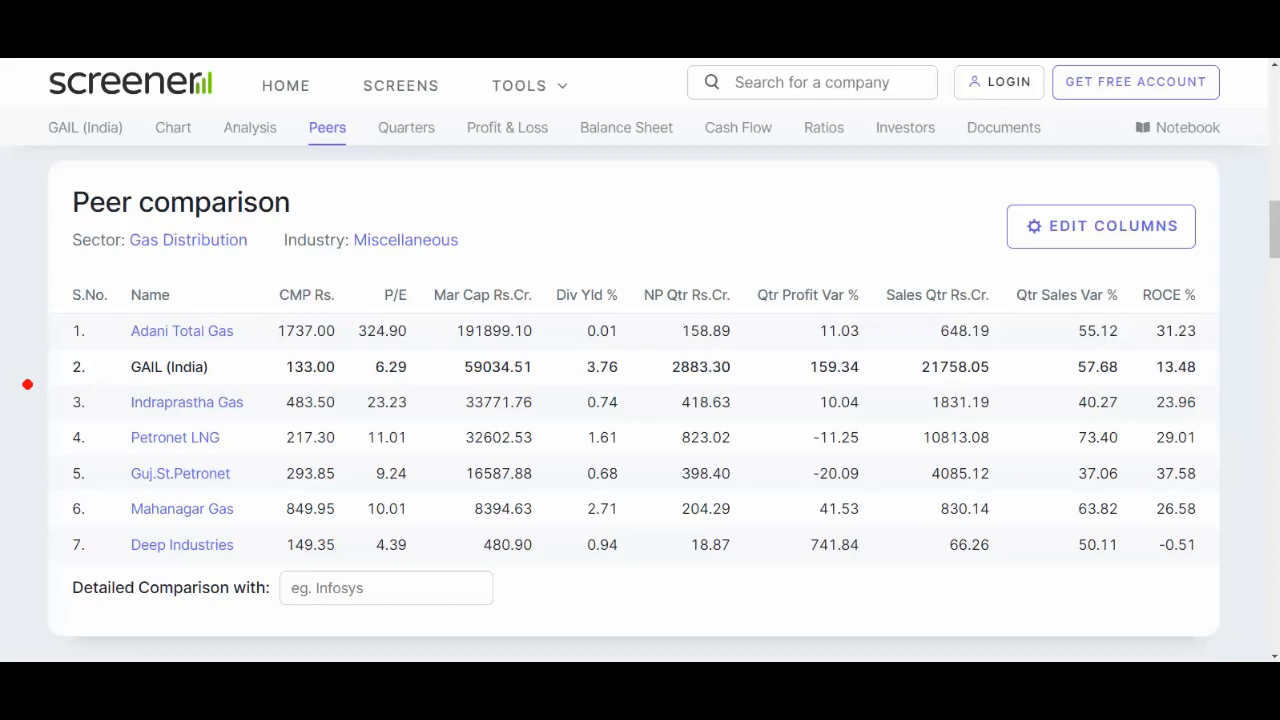 screener
HOME SCREENS TOOLS Search for a company LOGIN GET FREE ACCOUNT
GAIL (India) Chart Analysis Peers Quarters Profit & Loss Balance Sheet Cash Flow Ratios Investors Documents Notebook
Peer comparison
Sector: Gas Distribution Industry: Miscellaneous
EDIT COLUMNS
S.No. Name CMP Rs. P/E Mar Cap Rs.Cr. Div Yld % NP Qtr Rs.Cr. Qtr Profit Var % Sales Qtr Rs.Cr. Qtr Sales Var % ROCE %
1. Adani Total Gas 1737.00 324.90 191899.10 0.01 158.89 11.03 648.19 55.12 31.23
2. GAIL (India) 133.00 6.29 59034.51 3.76 2883.30 159.34 21758.05 57.68 13.48
3. Indraprastha Gas 483.50 23.23 33771.76 0.74 418.63 10.04 1831.19 40.27 23.96
4. Petronet LNG 217.30 11.01 32602.53 1.61 823.02 -11.25 10813.08 73.40 29.01
5. Guj.St.Petronet 293.85 9.24 16587.88 0.68 398.40 -20.09 4085.12 37.06 37.58
6. Mahanagar Gas 849.95 10.01 8394.63 2.71 204.29 41.53 830.14 63.82 26.58
7. Deep Industries 149.35 4.39 480.90 0.94 18.87 741.84 66.26 50.11 -0.51
Detailed Comparison with: eg. Infosys